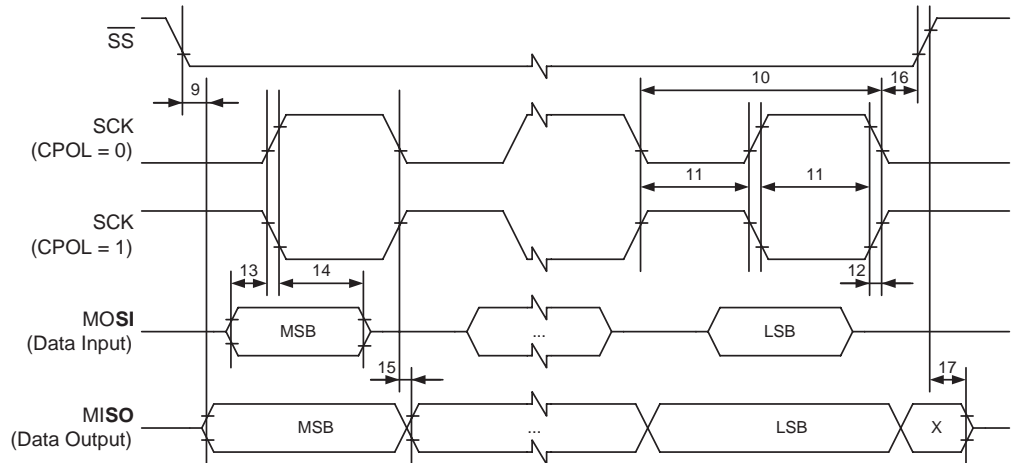 SS
10
16
9
SCK
(CPOL = 0)
11
11
SCK
(CPOL = 1)
13
14
12
MOSI
(Data Input)
MSB
...
LSB
15
17
MISO
(Data Output)
MSB
...
LSB
X